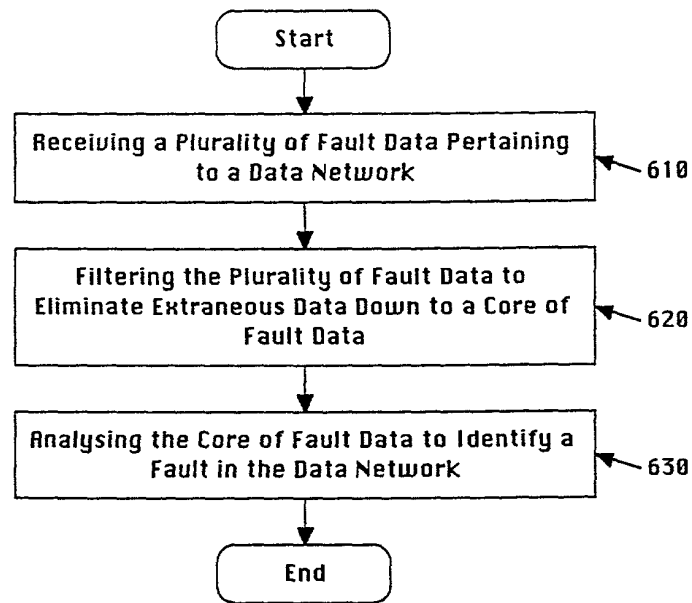 Start
Receiving a Plurality of Fault Data Pertaining
to a Data Network
610
Filtering the Plurality of Fault Data to
Eliminate Extraneous Data Down to a Core of
Fault Data
620
Analysing the Core of Fault Data to Identify a
Fault in the Data Network
630
End